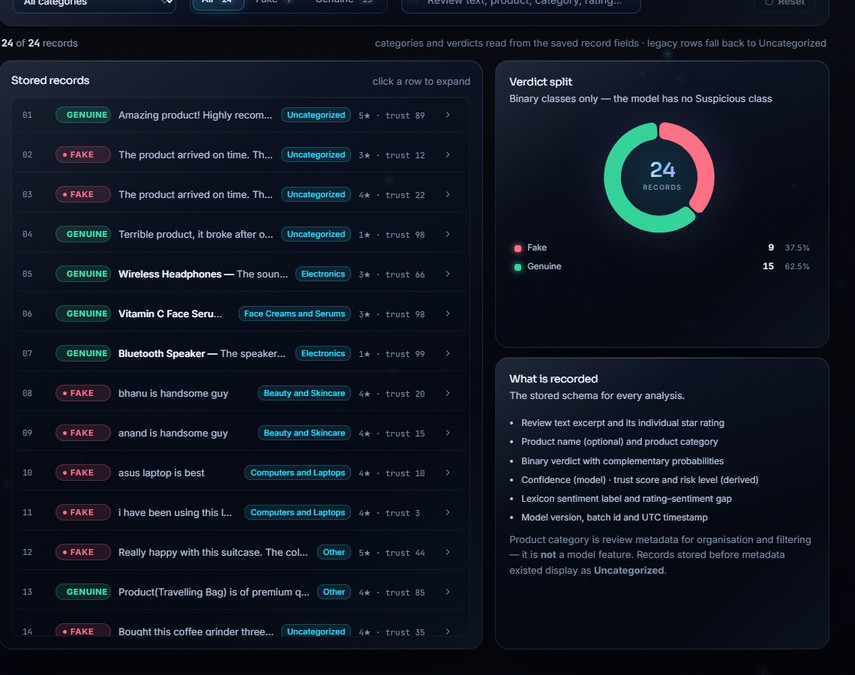 All categories
All 24 Fake 9 Genuine 15
Review text, product, category, rating...
Reset
24 of 24 records
categories and verdicts read from the saved record fields · legacy rows fall back to Uncategorized
Stored records
click a row to expand
01 GENUINE Amazing product! Highly recom... Uncategorized 5★ · trust 89 ›
02 • FAKE The product arrived on time. Th... Uncategorized 3★ · trust 12 ›
03 • FAKE The product arrived on time. Th... Uncategorized 4★ · trust 22 ›
04 GENUINE Terrible product, it broke after o... Uncategorized 1★ · trust 98 ›
05 GENUINE Wireless Headphones — The soun... Electronics 3★ · trust 66 ›
06 GENUINE Vitamin C Face Seru... Face Creams and Serums 3★ · trust 98 ›
07 GENUINE Bluetooth Speaker — The speaker... Electronics 1★ · trust 99 ›
08 • FAKE bhanu is handsome guy Beauty and Skincare 4★ · trust 20 ›
09 • FAKE anand is handsome guy Beauty and Skincare 4★ · trust 15 ›
10 • FAKE asus laptop is best Computers and Laptops 4★ · trust 10 ›
11 • FAKE i have been using this l... Computers and Laptops 4★ · trust 3 ›
12 • FAKE Really happy with this suitcase. The col... Other 5★ · trust 44 ›
13 GENUINE Product(Travelling Bag) is of premium q... Other 4★ · trust 85 ›
14 • FAKE Bought this coffee grinder three... Uncategorized 4★ · trust 35 ›
Verdict split
Binary classes only — the model has no Suspicious class
24
RECORDS
Fake 9 37.5%
Genuine 15 62.5%
What is recorded
The stored schema for every analysis.
• Review text excerpt and its individual star rating
• Product name (optional) and product category
• Binary verdict with complementary probabilities
• Confidence (model) · trust score and risk level (derived)
• Lexicon sentiment label and rating–sentiment gap
• Model version, batch id and UTC timestamp
Product category is review metadata for organisation and filtering
— it is not a model feature. Records stored before metadata
existed display as Uncategorized.